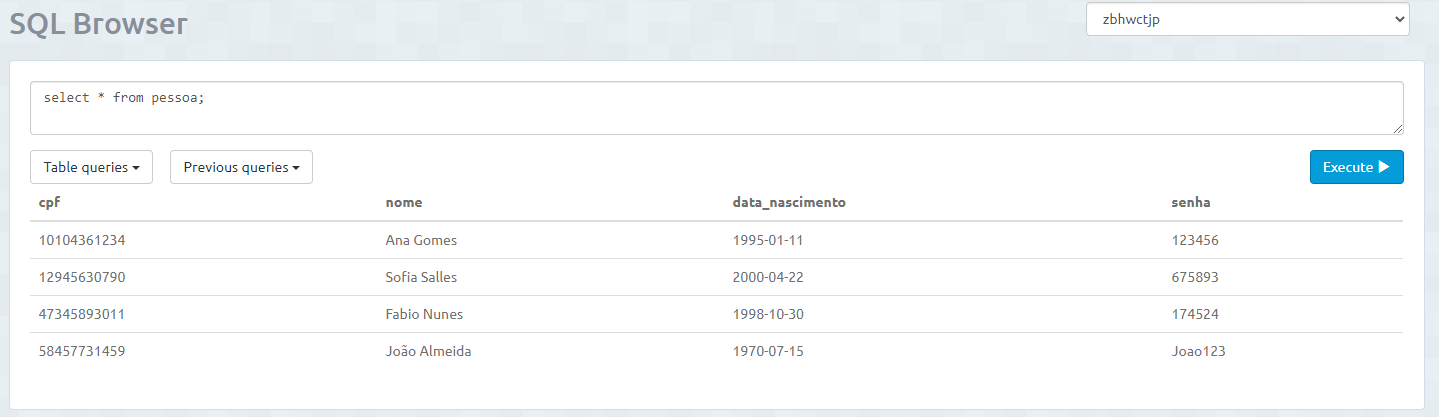 SQL Browser
zbhwctjp
select * from pessoa;
Table queries
Previous queries
Execute
cpf nome data_nascimento senha
10104361234 Ana Gomes 1995-01-11 123456
12945630790 Sofia Salles 2000-04-22 675893
47345893011 Fabio Nunes 1998-10-30 174524
58457731459 João Almeida 1970-07-15 Joao123